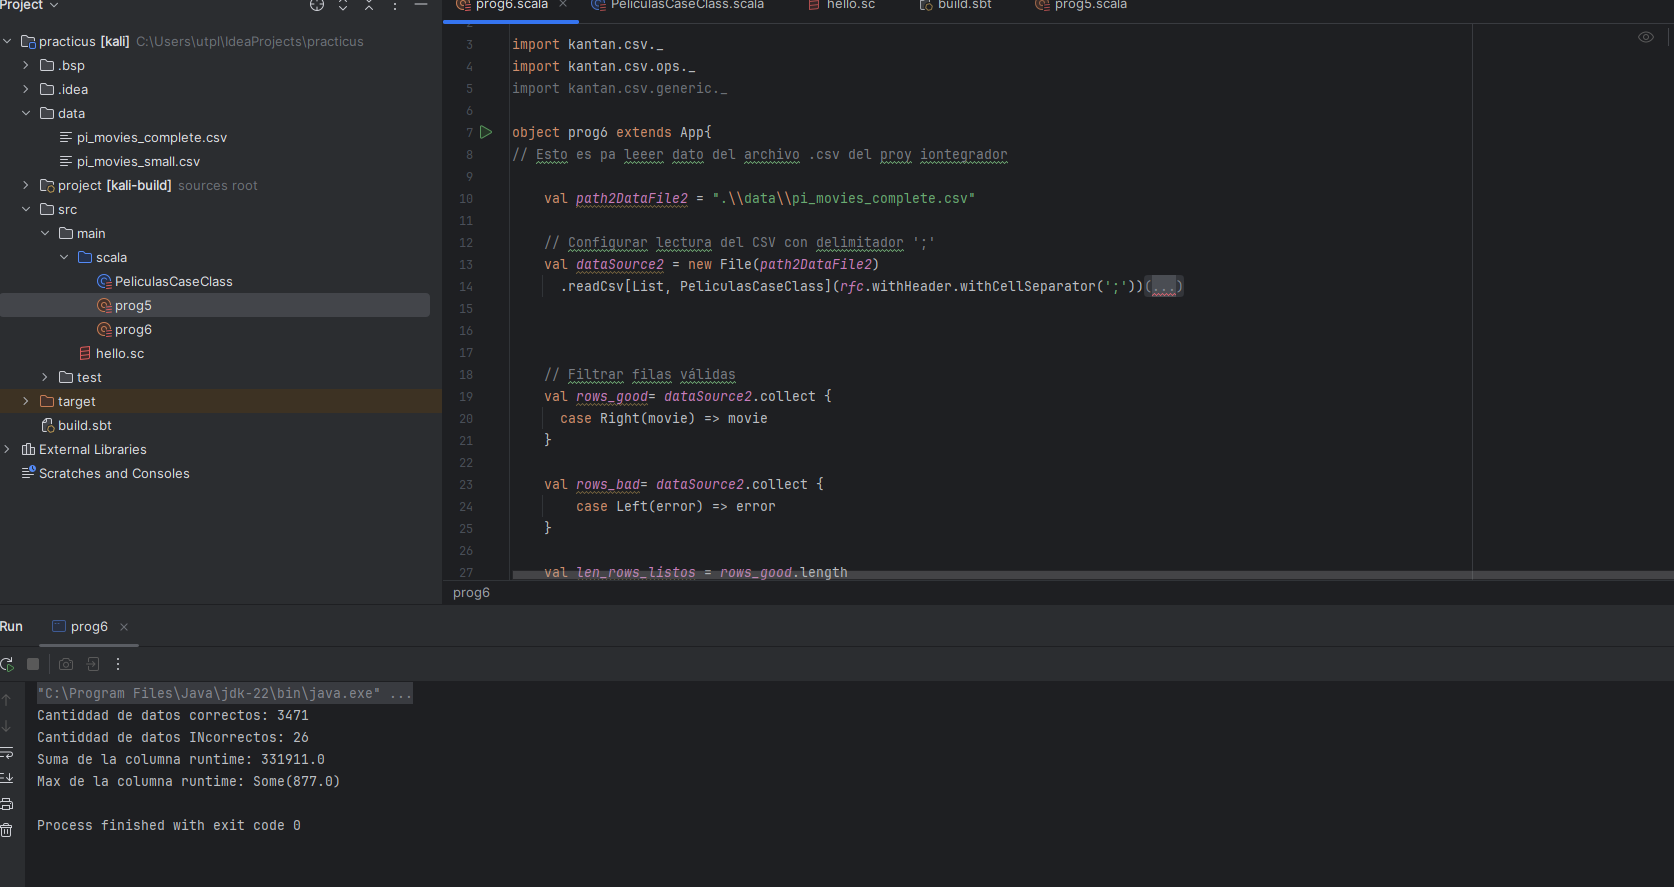 Project
practicus [kali] C:\Users\utpl\IdeaProjects\practicus
.bsp
.idea
data
pi_movies_complete.csv
pi_movies_small.csv
project [kali-build] sources root
src
main
scala
PeliculasCaseClass
prog5
prog6
hello.sc
test
target
build.sbt
External Libraries
Scratches and Consoles
prog6.scala PeliculasCaseClass.scala hello.sc build.sbt prog5.scala
2
3 import kantan.csv._
4 import kantan.csv.ops._
5 import kantan.csv.generic._
6
7 object prog6 extends App{
8 // Esto es pa leeer dato del archivo .csv del proy iontegrador
9
10 val path2DataFile2 = ".\\data\\pi_movies_complete.csv"
11
12 // Configurar lectura del CSV con delimitador ';'
13 val dataSource2 = new File(path2DataFile2)
14 .readCsv[List, PeliculasCaseClass](rfc.withHeader.withCellSeparator(';'))(...)
15
16
17
18 // Filtrar filas válidas
19 val rows_good= dataSource2.collect {
20 case Right(movie) => movie
21 }
22
23 val rows_bad= dataSource2.collect {
24 case Left(error) => error
25 }
26
27 val len_rows_listos = rows_good.length
prog6
Run prog6
"C:\Program Files\Java\jdk-22\bin\java.exe" ...
Cantiddad de datos correctos: 3471
Cantiddad de datos INcorrectos: 26
Suma de la columna runtime: 331911.0
Max de la columna runtime: Some(877.0)
Process finished with exit code 0